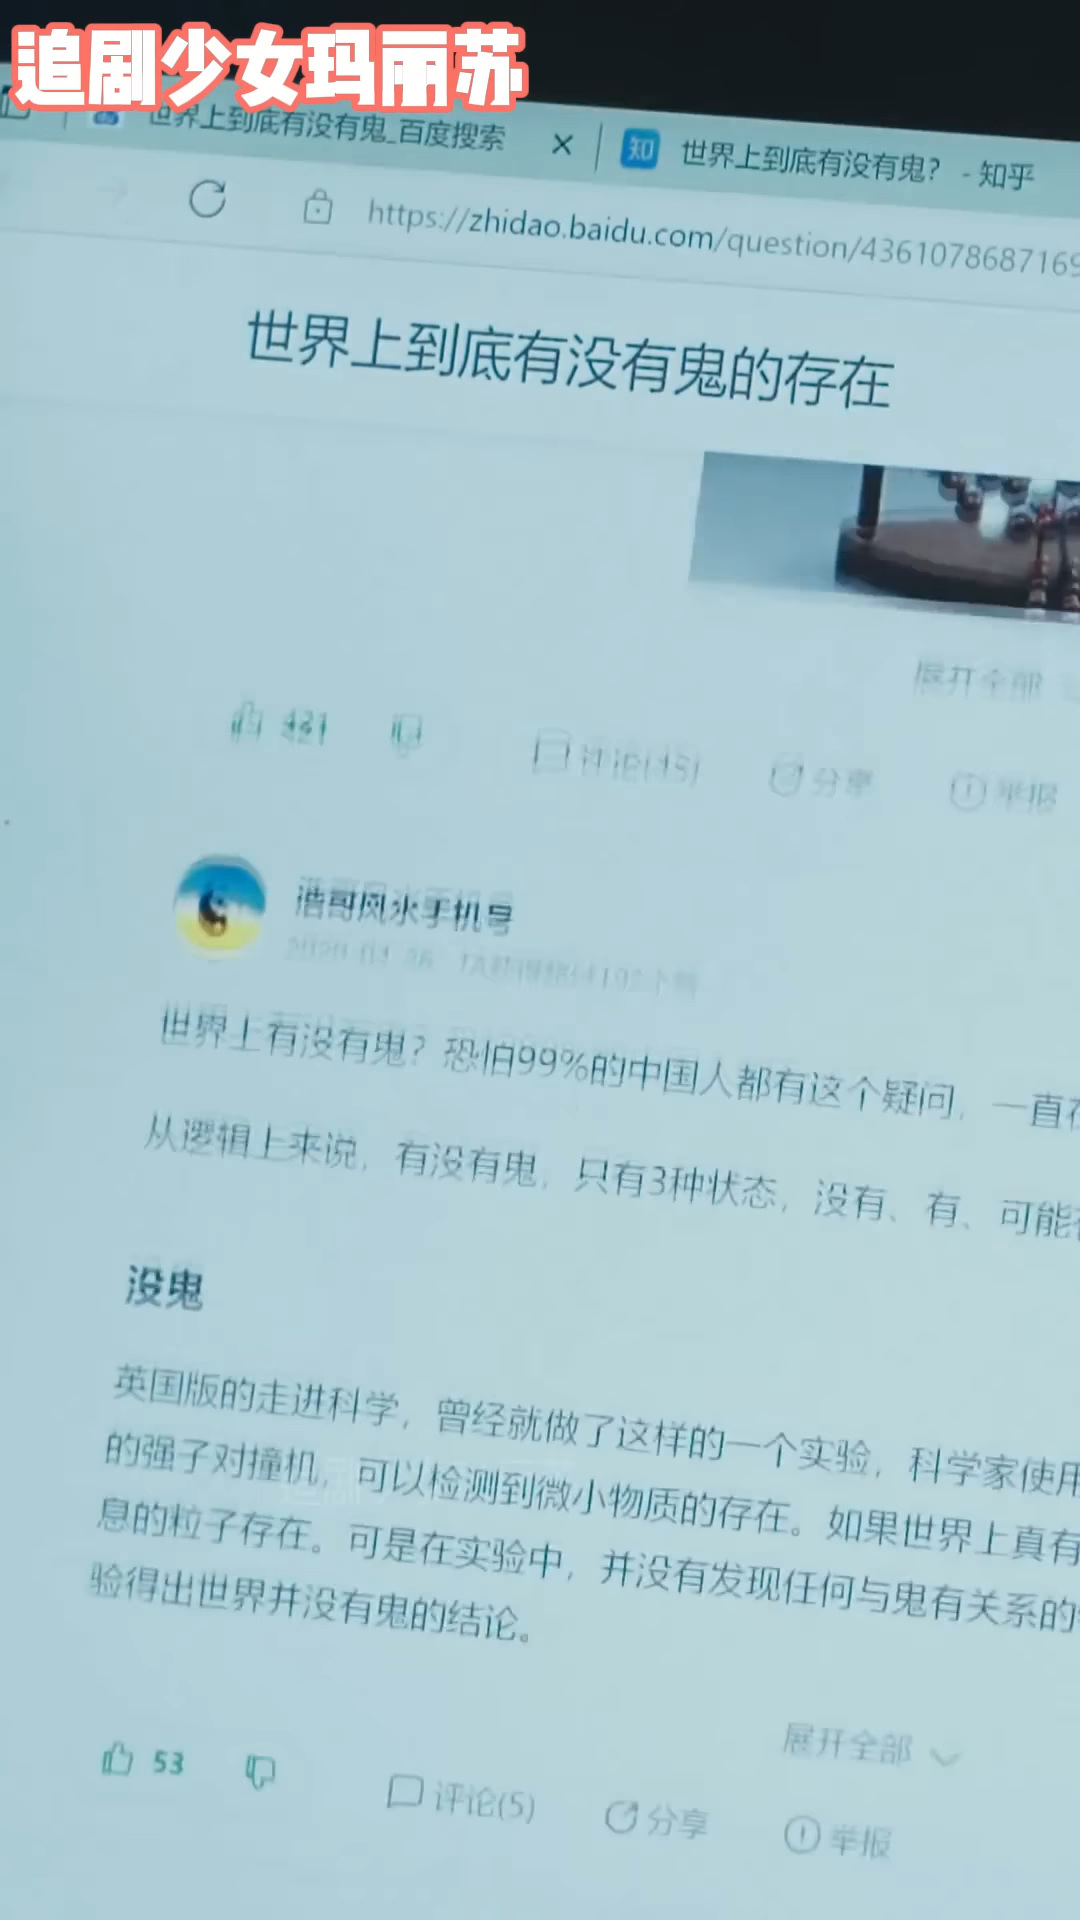 追剧少女玛丽苏
世界上到底有没有鬼_百度搜索
世界上到底有没有鬼? - 知乎
https://zhidao.baidu.com/question/4361078687169
世界上到底有没有鬼的存在
展开全部
421
评论(45)
分享
举报
浩哥风水手机号
世界上有没有鬼？恐怕99%的中国人都有这个疑问，一直在
从逻辑上来说，有没有鬼，只有3种状态，没有、有、可能
没鬼
英国版的走进科学，曾经就做了这样的一个实验，科学家使用
的强子对撞机，可以检测到微小物质的存在。如果世界上真有
息的粒子存在。可是在实验中，并没有发现任何与鬼有关系的
验得出世界并没有鬼的结论。
展开全部
53
评论(5)
分享
举报